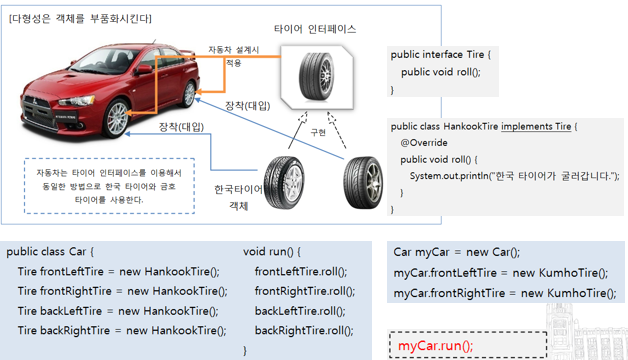 [다형성은 객체를 부품화시킨다]
타이어 인터페이스
자동차 설계시
적용
장착(대입)
장착(대입)
구현
자동차는 타이어 인터페이스를 이용해서
동일한 방법으로 한국 타이어와 금호
타이어를 사용한다.
한국타이어
객체
public interface Tire {
public void roll();
}
public class HankookTire implements Tire {
@Override
public void roll() {
System.out.println("한국 타이어가 굴러갑니다.");
}
}
public class Car {
Tire frontLeftTire = new HankookTire();
Tire frontRightTire = new HankookTire();
Tire backLeftTire = new HankookTire();
Tire backRightTire = new HankookTire();
void run() {
frontLeftTire.roll();
frontRightTire.roll();
backLeftTire.roll();
backRightTire.roll();
}
Car myCar = new Car();
myCar.frontLeftTire = new KumhoTire();
myCar.frontRightTire = new KumhoTire();
myCar.run();